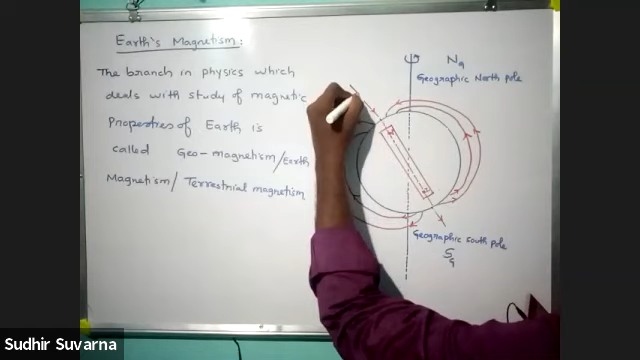 Earth's Magnetism:
The branch in physics which
deals with study of magnetic
Properties of Earth is
called Geo-magnetism/Earth
Magnetism/ Terrestrial magnetism
Ng
Geographic North Pole
Geographic South Pole
Sg
Sudhir Suvarna